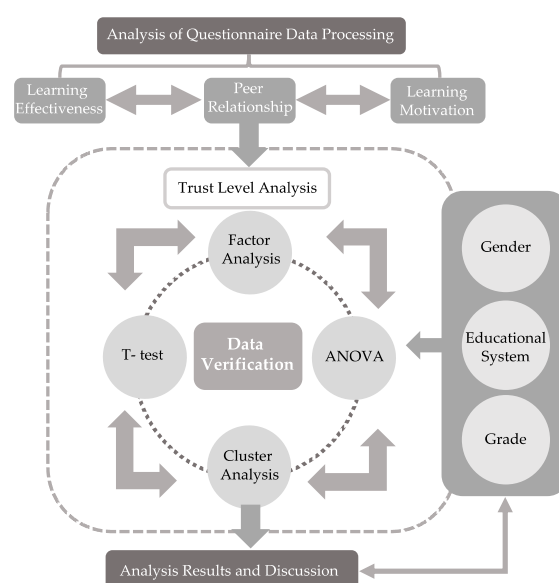 Analysis of Questionnaire Data Processing
Learning
Effectiveness
Peer
Relationship
Learning
Motivation
Trust Level Analysis
Factor
Analysis
T- test
Data
Verification
ANOVA
Cluster
Analysis
Gender
Educational
System
Grade
Analysis Results and Discussion